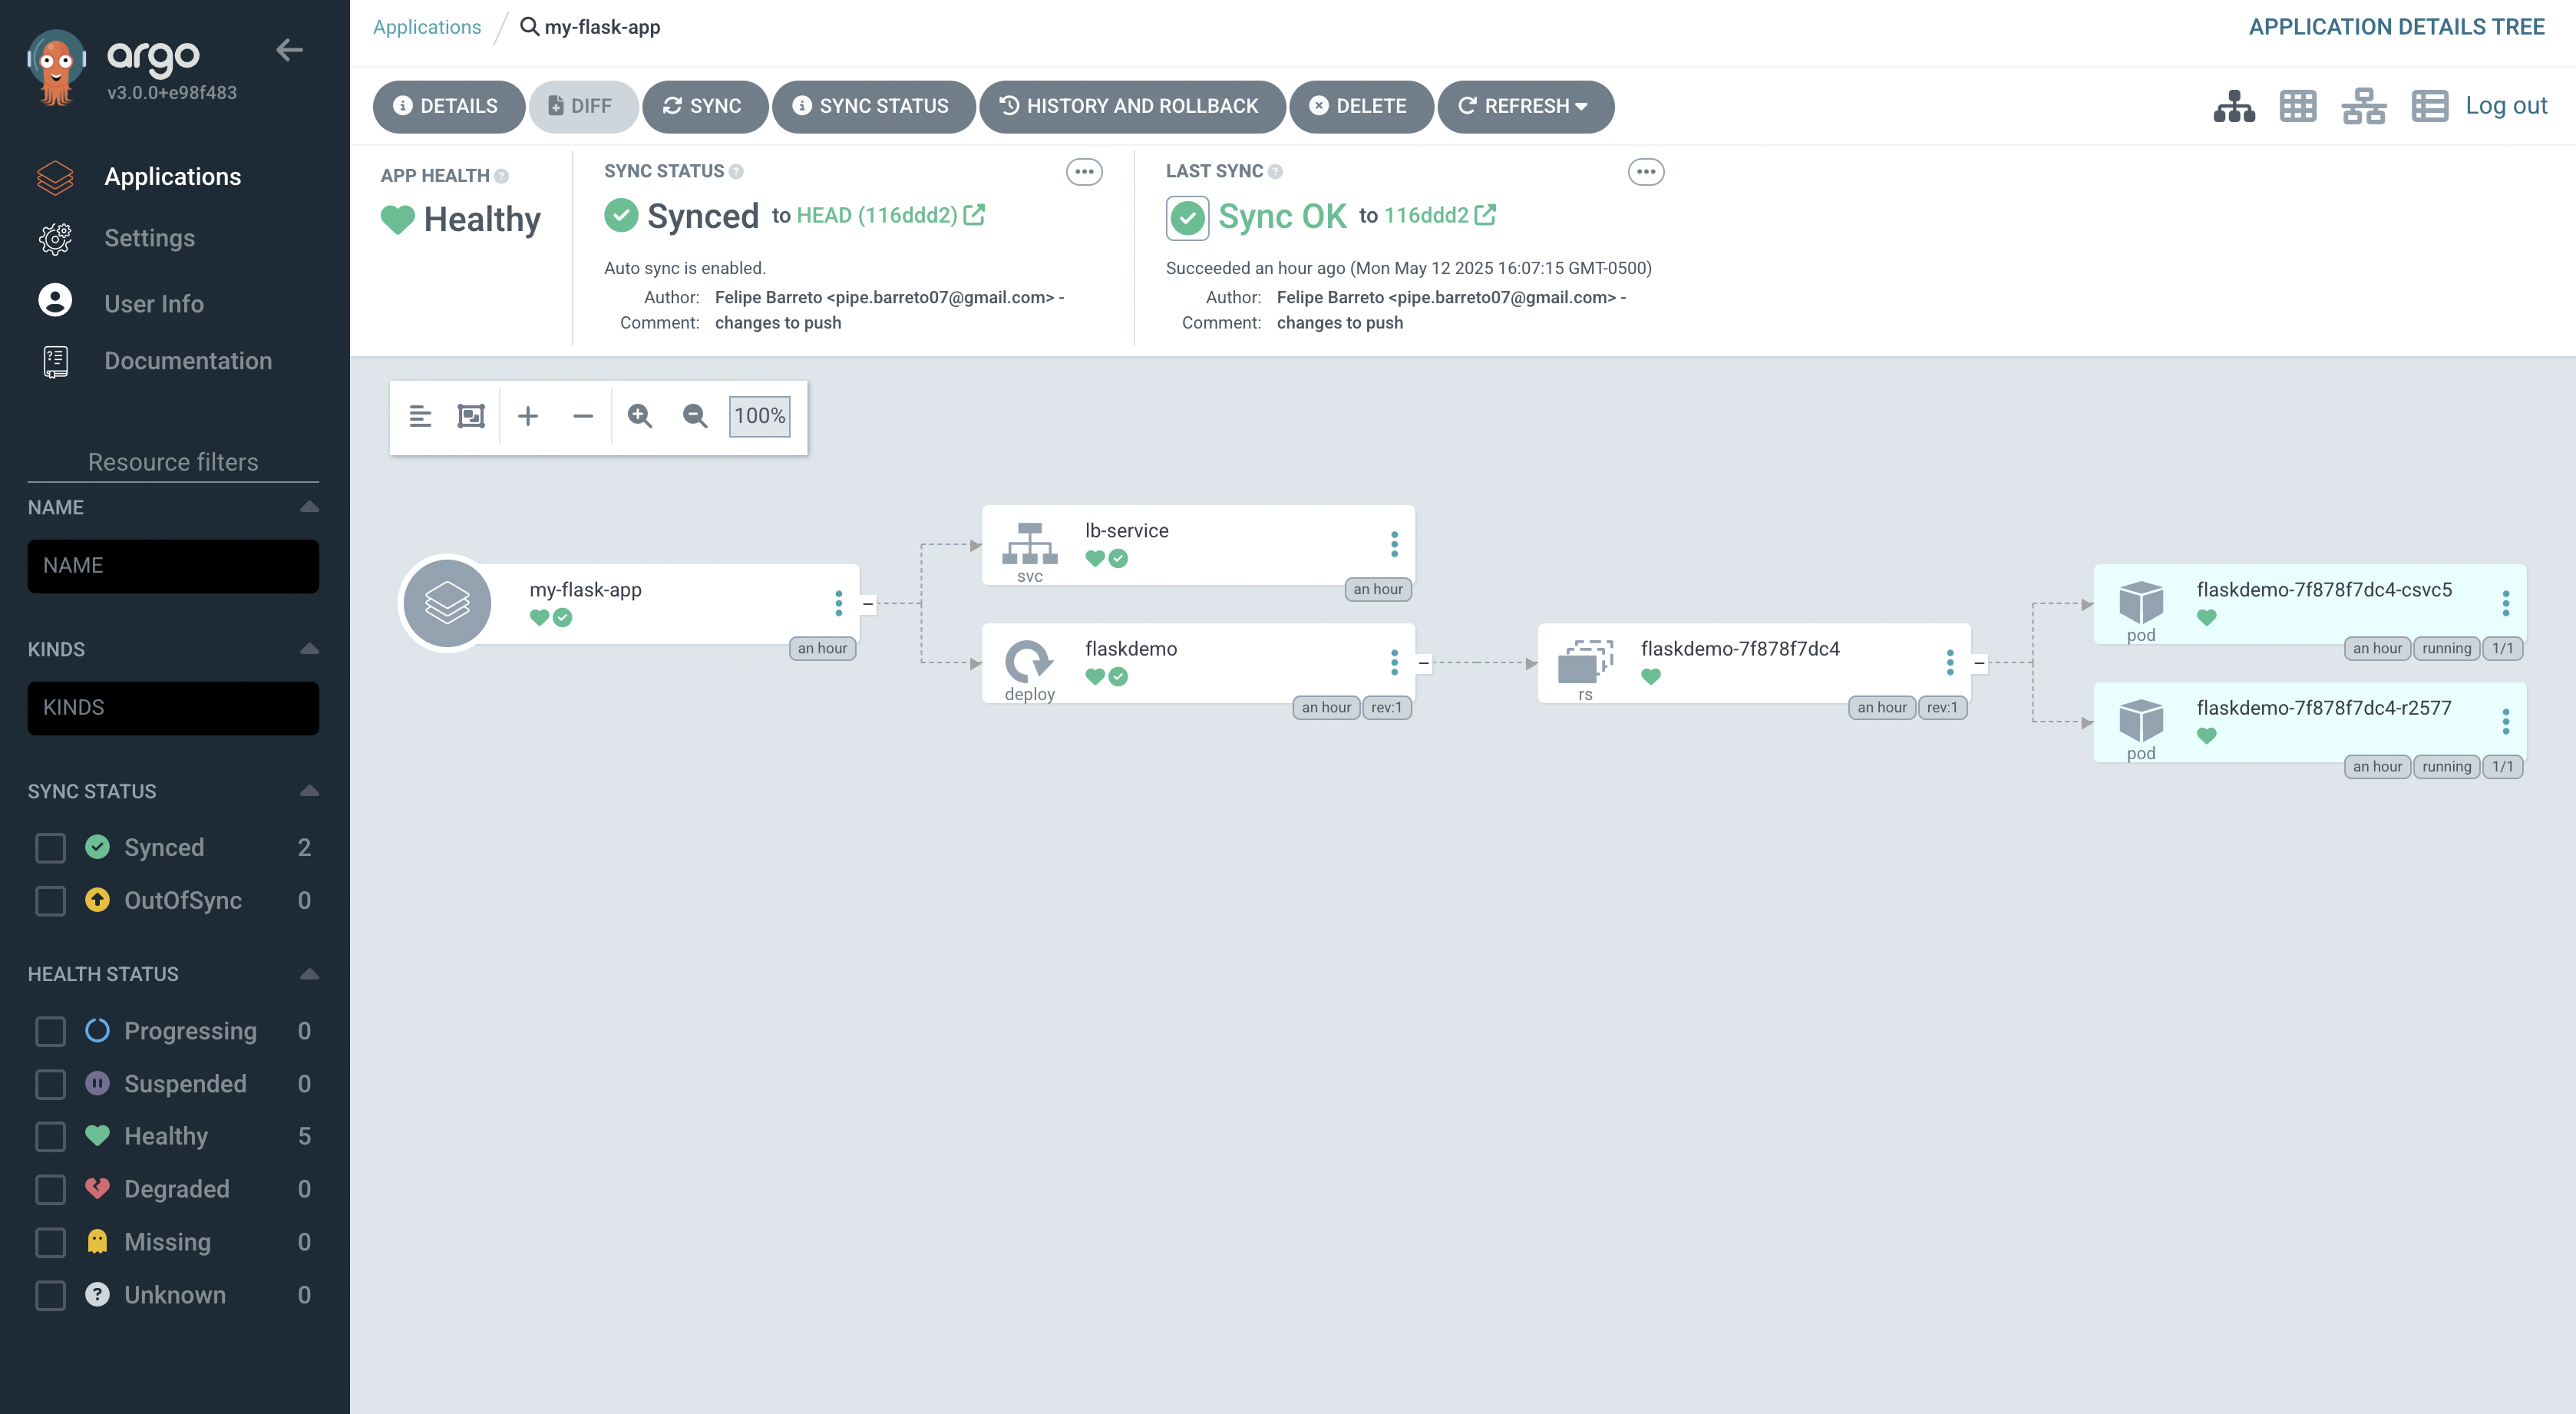 argo
v3.0.0+e98f483
Applications
Settings
User Info
Documentation
Resource filters
NAME
NAME
KINDS
KINDS
SYNC STATUS
Synced 2
OutOfSync 0
HEALTH STATUS
Progressing 0
Suspended 0
Healthy 5
Degraded 0
Missing 0
Unknown 0
Applications / my-flask-app
APPLICATION DETAILS TREE
DETAILS DIFF SYNC SYNC STATUS HISTORY AND ROLLBACK DELETE REFRESH
Log out
APP HEALTH ?
Healthy
SYNC STATUS ?
Synced to HEAD (116ddd2)
Auto sync is enabled.
Author: Felipe Barreto <pipe.barreto07@gmail.com> -
Comment: changes to push
LAST SYNC ?
Sync OK to 116ddd2
Succeeded an hour ago (Mon May 12 2025 16:07:15 GMT-0500)
Author: Felipe Barreto <pipe.barreto07@gmail.com> -
Comment: changes to push
100%
my-flask-app
an hour
lb-service
svc
an hour
flaskdemo
deploy
an hour rev:1
flaskdemo-7f878f7dc4
rs
an hour rev:1
flaskdemo-7f878f7dc4-csvc5
pod
an hour running 1/1
flaskdemo-7f878f7dc4-r2577
pod
an hour running 1/1